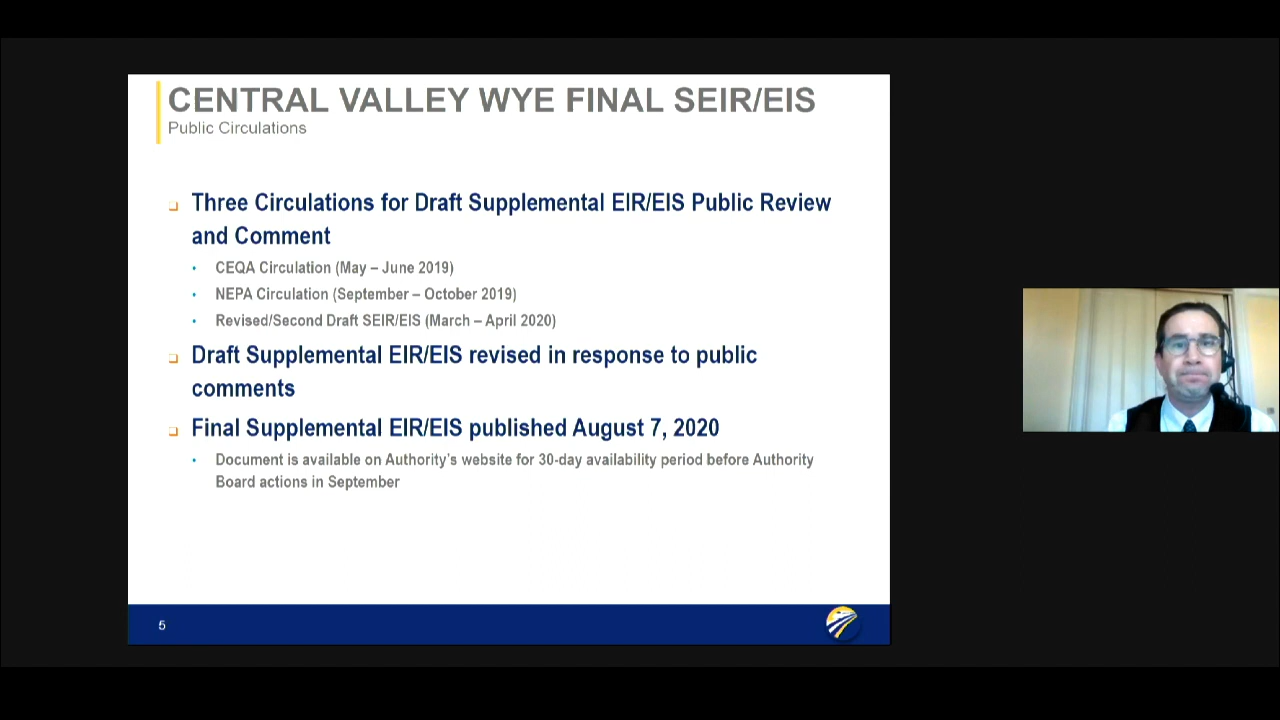 CENTRAL VALLEY WYE FINAL SEIR/EIS
Public Circulations
Three Circulations for Draft Supplemental EIR/EIS Public Review
and Comment
CEQA Circulation (May – June 2019)
NEPA Circulation (September – October 2019)
Revised/Second Draft SEIR/EIS (March – April 2020)
Draft Supplemental EIR/EIS revised in response to public
comments
Final Supplemental EIR/EIS published August 7, 2020
Document is available on Authority's website for 30-day availability period before Authority
Board actions in September
5